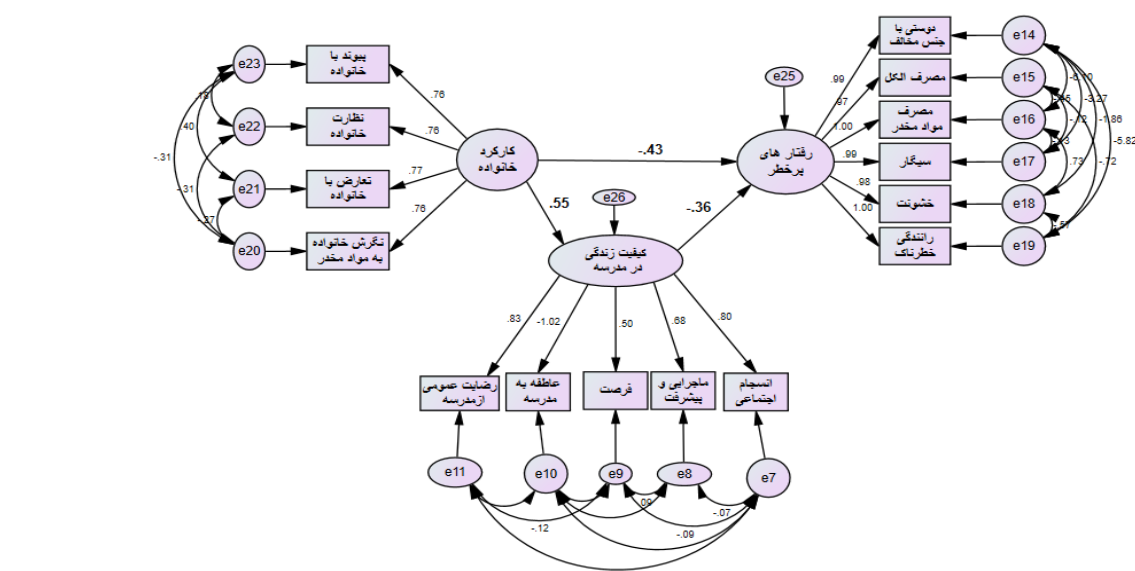 e23
پیوند با
خانواده
e22
نظارت
خانواده
e21
تعارض با
خانواده
e20
نگرش خانواده
به مواد مخدر
.40
-.31
-.31
.76
.76
.77
.76
کارکرد
خانواده
-.43
.55
-.36
e25
رفتار های
پرخطر
e26
کیفیت زندگی
در مدرسه
.99
.97
1.00
.99
.98
1.00
دوستی با
جنس مخالف
مصرف الکل
مصرف
مواد مخدر
سیگار
خشونت
رانندگی
خطرناک
e14
e15
e16
e17
e18
e19
-3.27
-1.86
-5.82
.73
-.72
.83
-1.02
.50
.68
.80
رضایت عمومی
ازمدرسه
عاطفه به
مدرسه
فرصت
ماجرایی و
پیشرفت
انسجام
اجتماعی
e11
e10
e9
e8
e7
-.12
.09
-.07
-.09